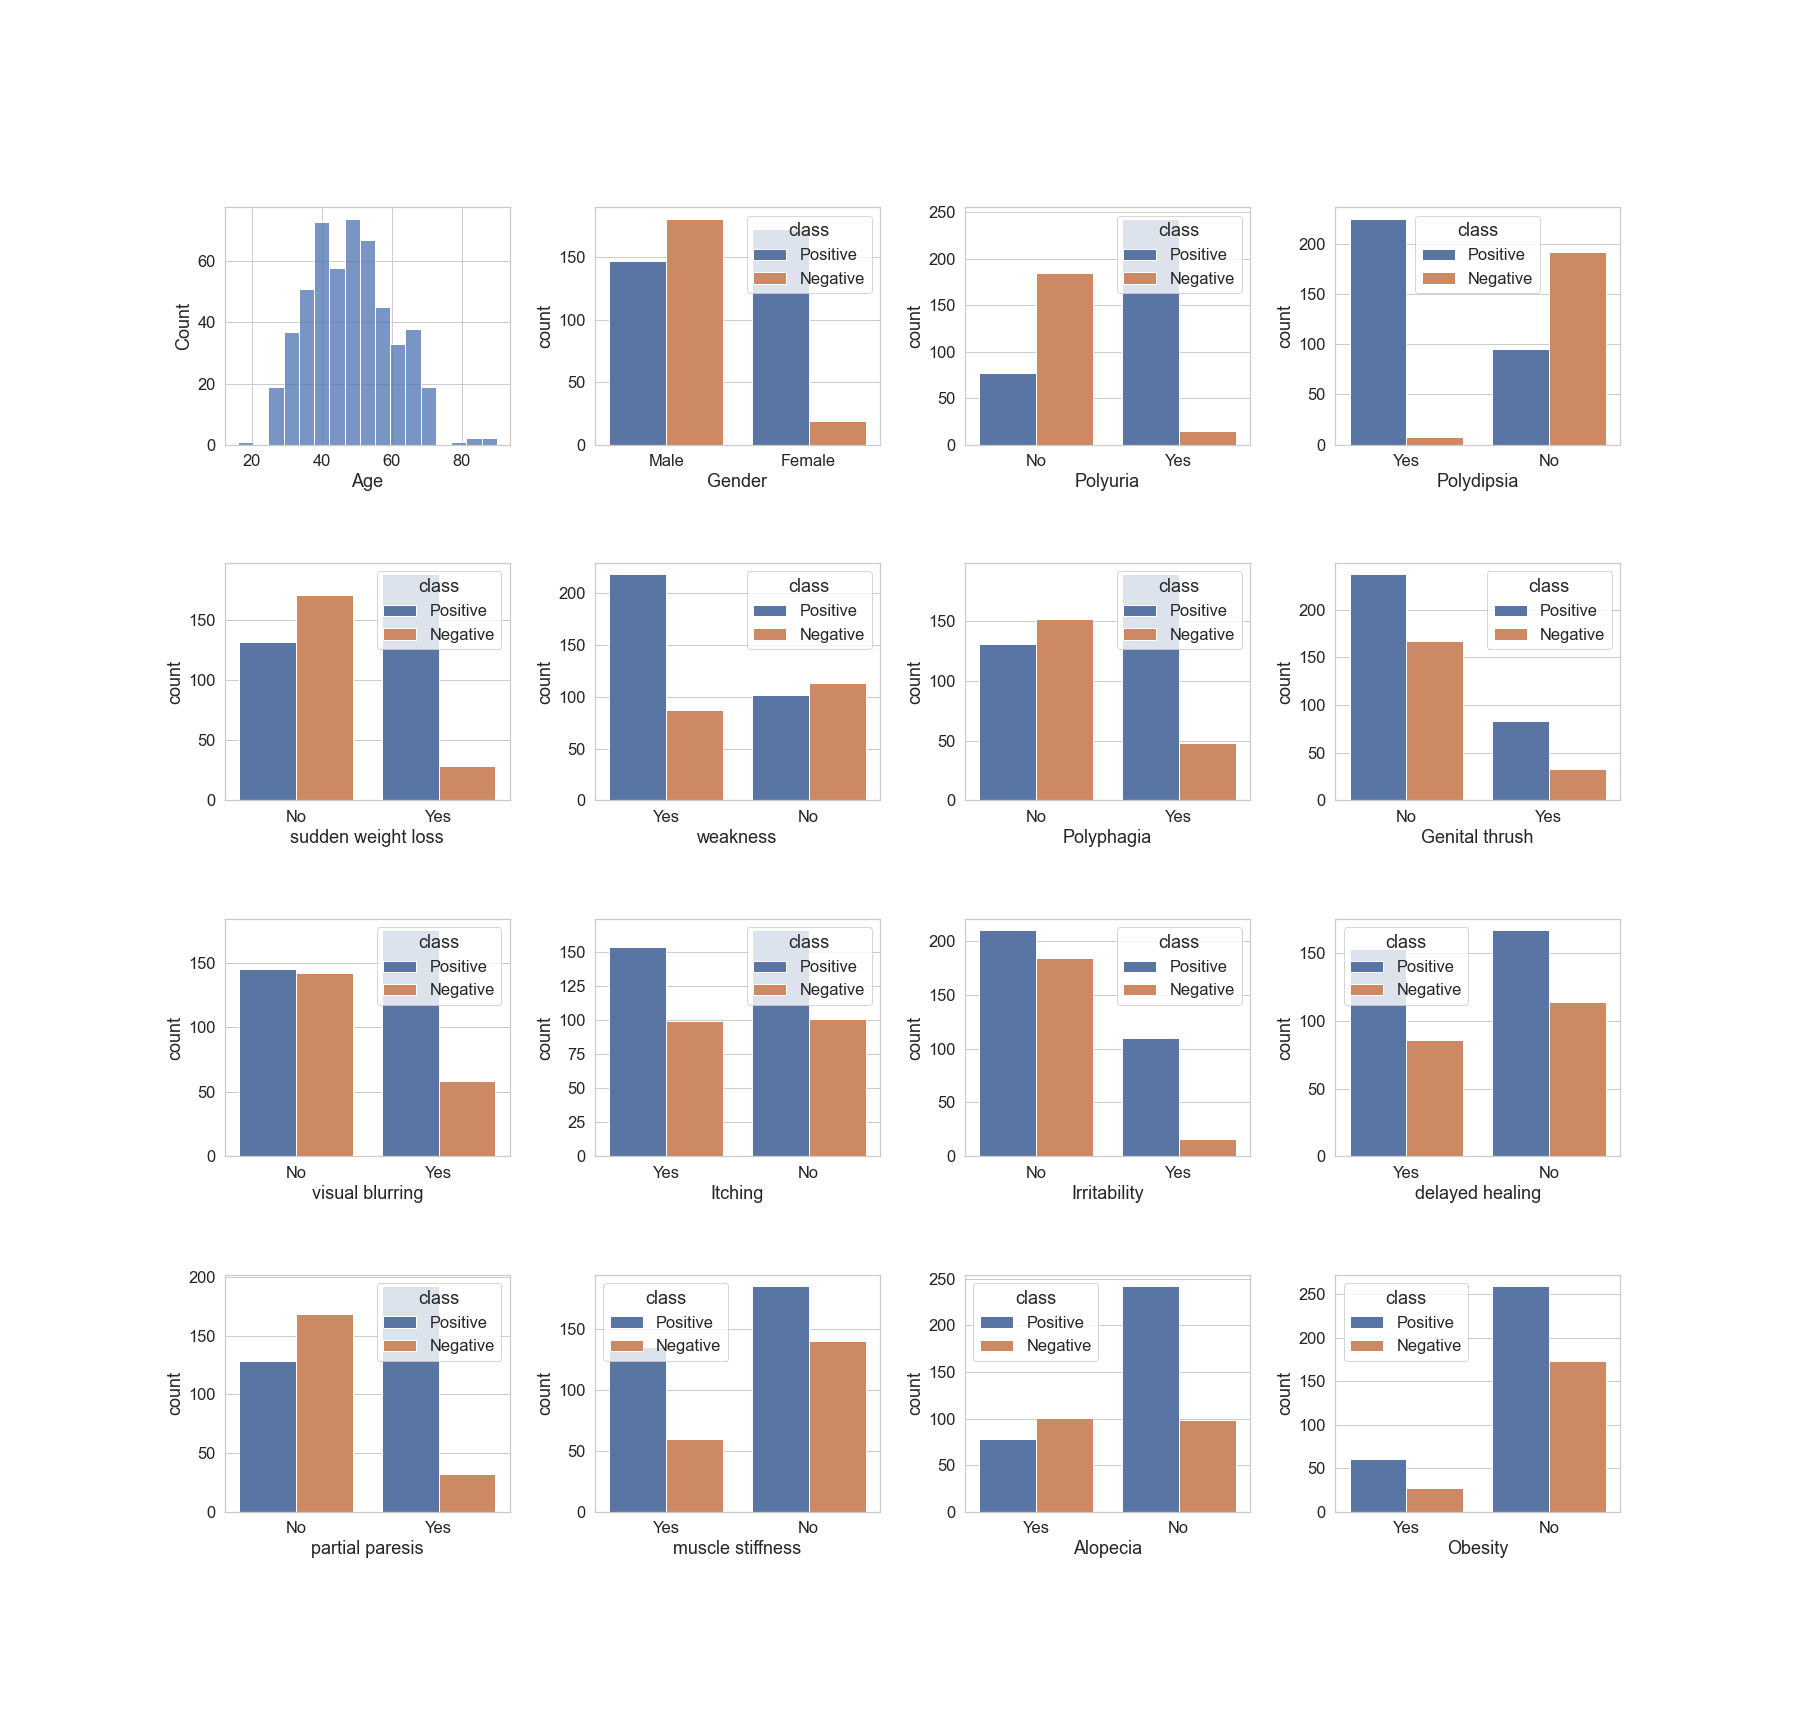 Count
60
40
20
0
20 40 60 80
Age
count
150
100
50
0
class
Positive
Negative
Male Female
Gender
count
250
200
150
100
50
0
class
Positive
Negative
No Yes
Polyuria
count
200
150
100
50
0
class
Positive
Negative
Yes No
Polydipsia
count
150
100
50
0
class
Positive
Negative
No Yes
sudden weight loss
count
200
150
100
50
0
class
Positive
Negative
Yes No
weakness
count
150
100
50
0
class
Positive
Negative
No Yes
Polyphagia
count
200
150
100
50
0
class
Positive
Negative
No Yes
Genital thrush
count
150
100
50
0
class
Positive
Negative
No Yes
visual blurring
count
150
125
100
75
50
25
0
class
Positive
Negative
Yes No
Itching
count
200
150
100
50
0
class
Positive
Negative
No Yes
Irritability
count
150
100
50
0
class
Positive
Negative
Yes No
delayed healing
count
200
150
100
50
0
class
Positive
Negative
No Yes
partial paresis
count
150
100
50
0
class
Positive
Negative
Yes No
muscle stiffness
count
250
200
150
100
50
0
class
Positive
Negative
Yes No
Alopecia
count
250
200
150
100
50
0
class
Positive
Negative
Yes No
Obesity